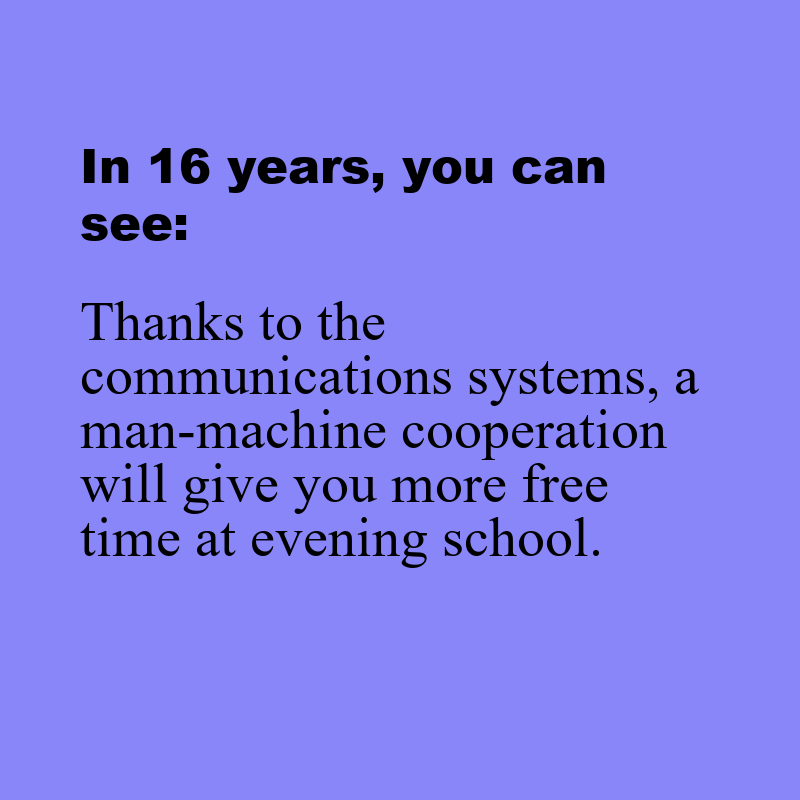 In 16 years, you can
see:
Thanks to the
communications systems, a
man-machine cooperation
will give you more free
time at evening school.